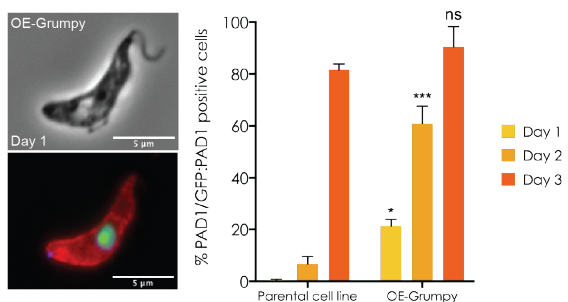 OE-Grumpy
Day 1
5 μm
5 μm
% PAD1/GFP:PAD1 positive cells
100
80
60
40
20
0
*
***
ns
Parental cell line
OE-Grumpy
Day 1
Day 2
Day 3